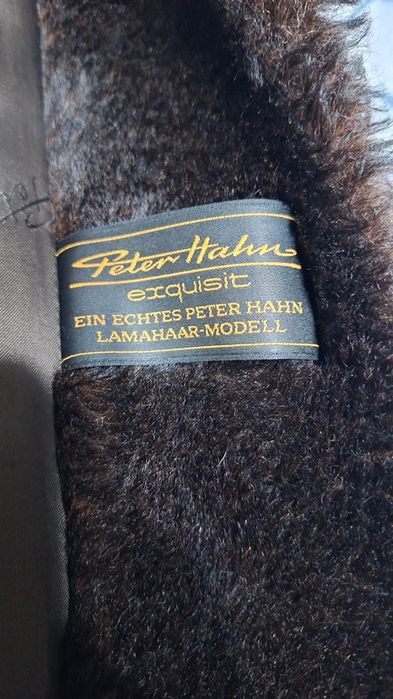 Peter Hahn
exquisit
EIN ECHTES PETER HAHN
LAMAHAAR-MODELL